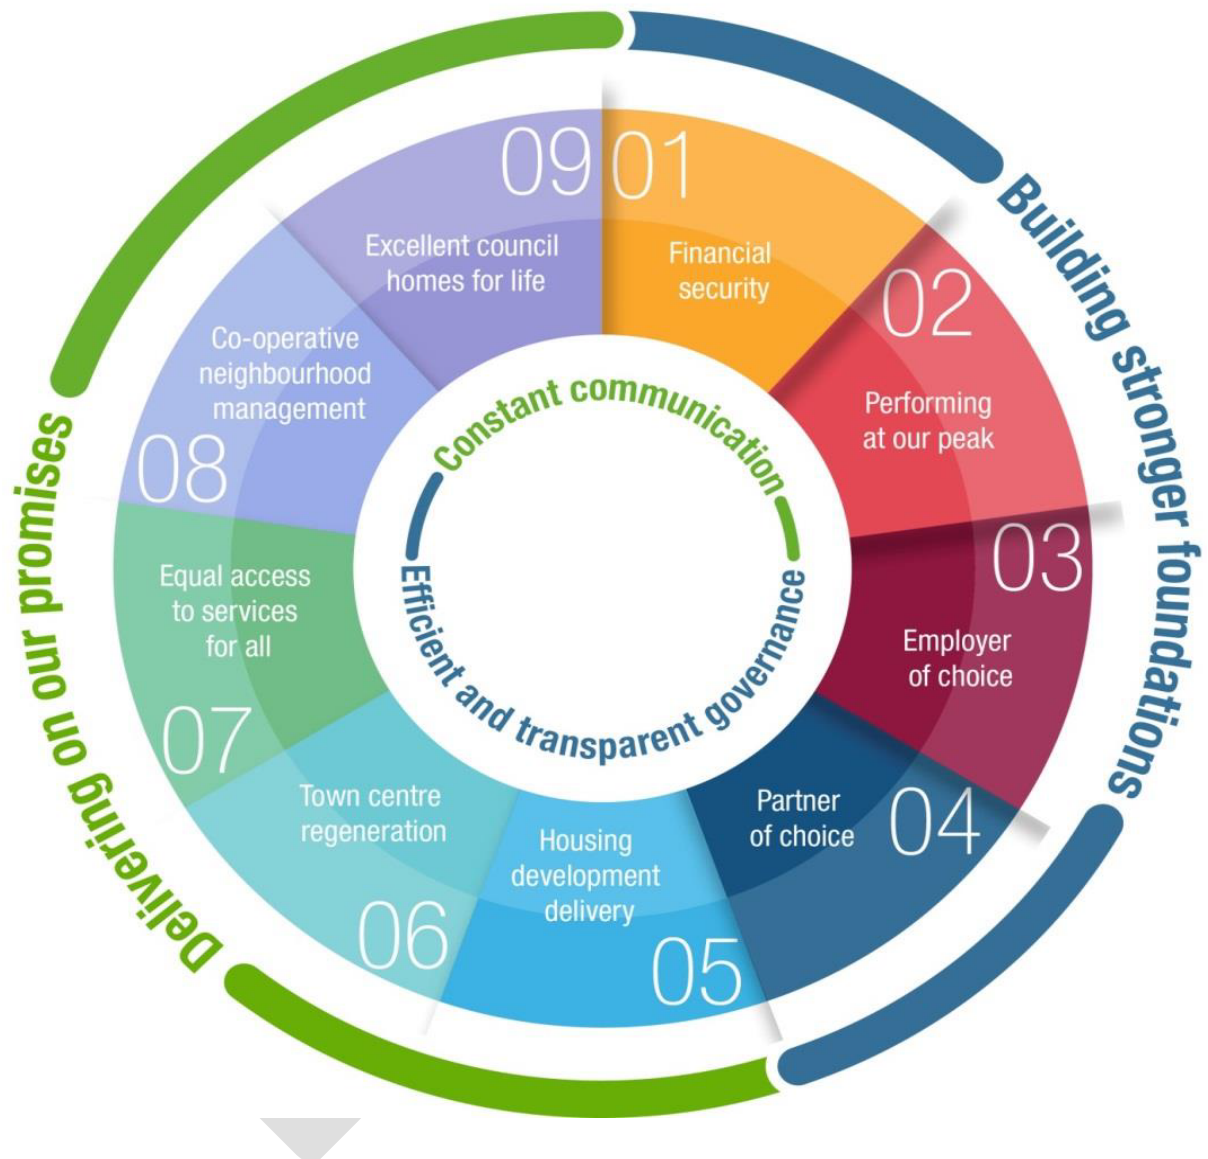 01
Financial
security
02
Performing
at our peak
03
Employer
of choice
04
Partner
of choice
05
Housing
development
delivery
06
Town centre
regeneration
07
Equal access
to services
for all
08
Co-operative
neighbourhood
management
09
Excellent council
homes for life
Building stronger foundations
Delivering on our promises
Constant communication
Efficient and transparent governance